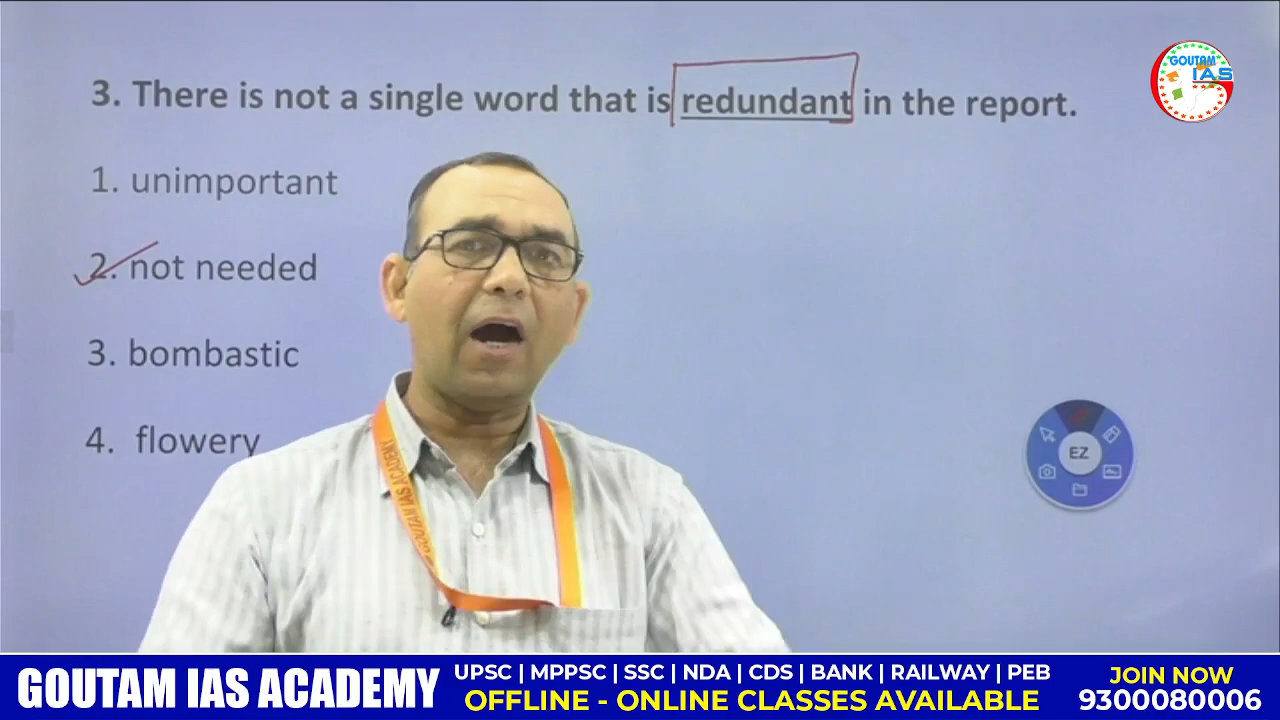 GOUTAM
IAS
3. There is not a single word that is redundant in the report.
1. unimportant
2. not needed
3. bombastic
4. flowery
GOUTAM IAS ACADEMY
EZ
GOUTAM IAS ACADEMY
UPSC | MPPSC | SSC | NDA | CDS | BANK | RAILWAY | PEB
OFFLINE - ONLINE CLASSES AVAILABLE
JOIN NOW
9300080006